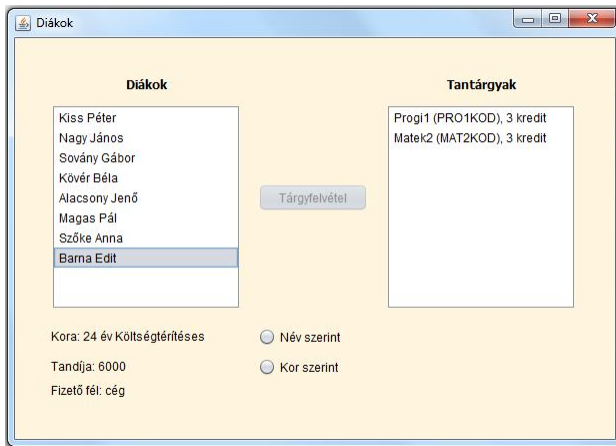 Diákok
Diákok
Tantárgyak
Kiss Péter
Nagy János
Sovány Gábor
Kövér Béla
Alacsony Jenő
Magas Pál
Szőke Anna
Barna Edit
Tárgyfelvétel
Progi1 (PRO1KOD), 3 kredit
Matek2 (MAT2KOD), 3 kredit
Kora: 24 év Költségtérítéses
Tandíja: 6000
Fizető fél: cég
Név szerint
Kor szerint